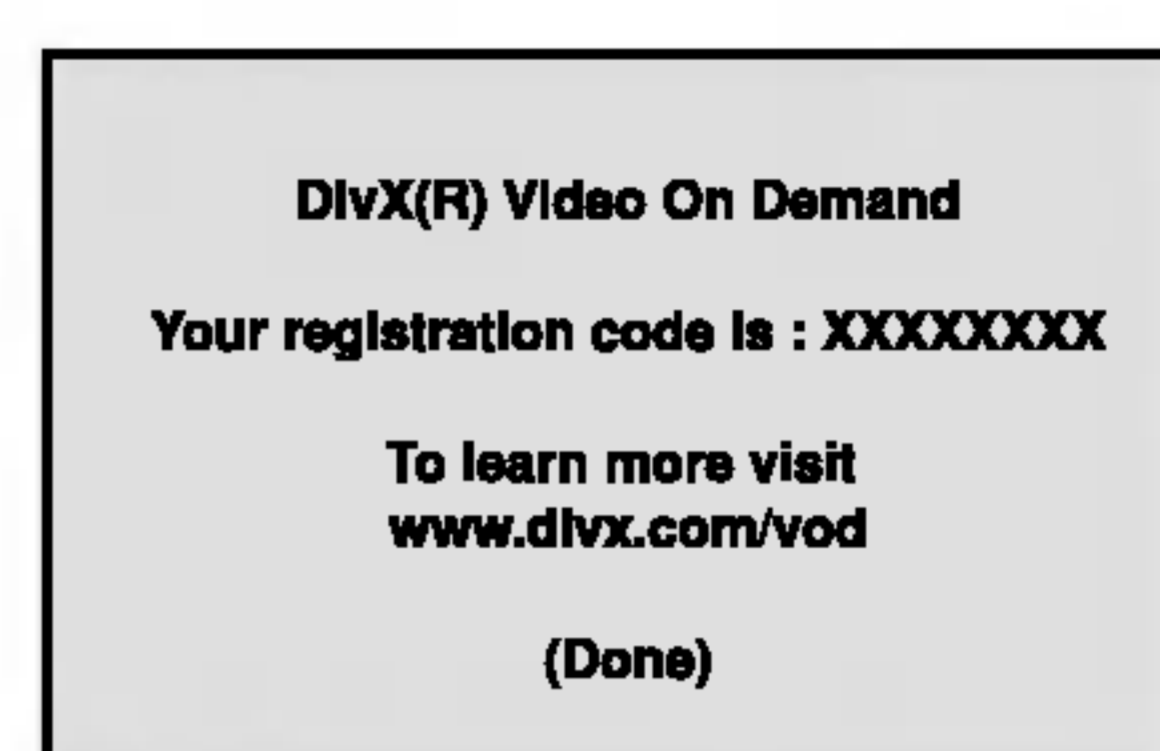 DivX(R) Video On Demand
Your registration code is : XXXXXXXX
To learn more visit
www.divx.com/vod
(Done)